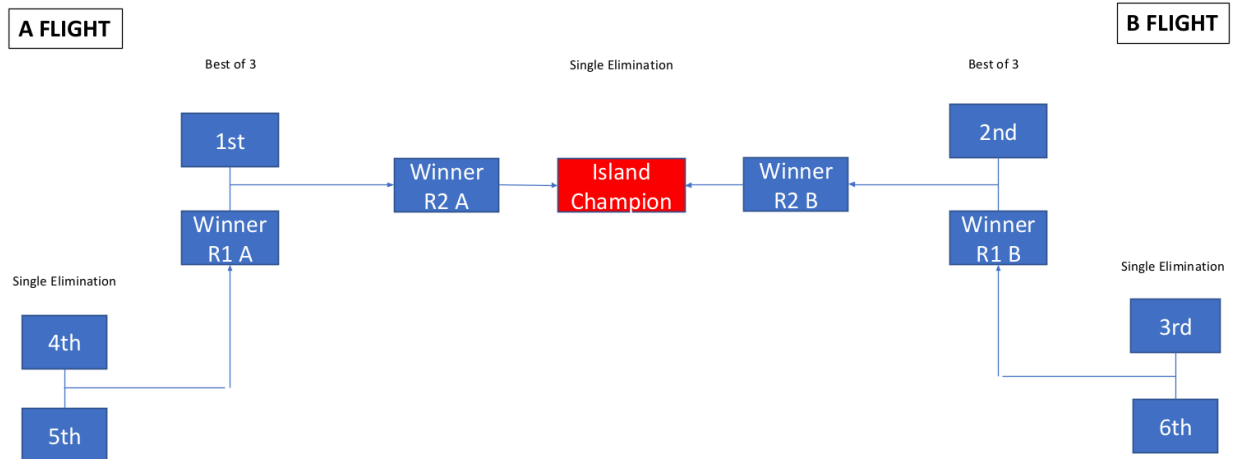 A FLIGHT
B FLIGHT
Best of 3
Single Elimination
Best of 3
1st
2nd
Winner
R2 A
Island
Champion
Winner
R2 B
Winner
R1 A
Winner
R1 B
Single Elimination
Single Elimination
4th
3rd
5th
6th